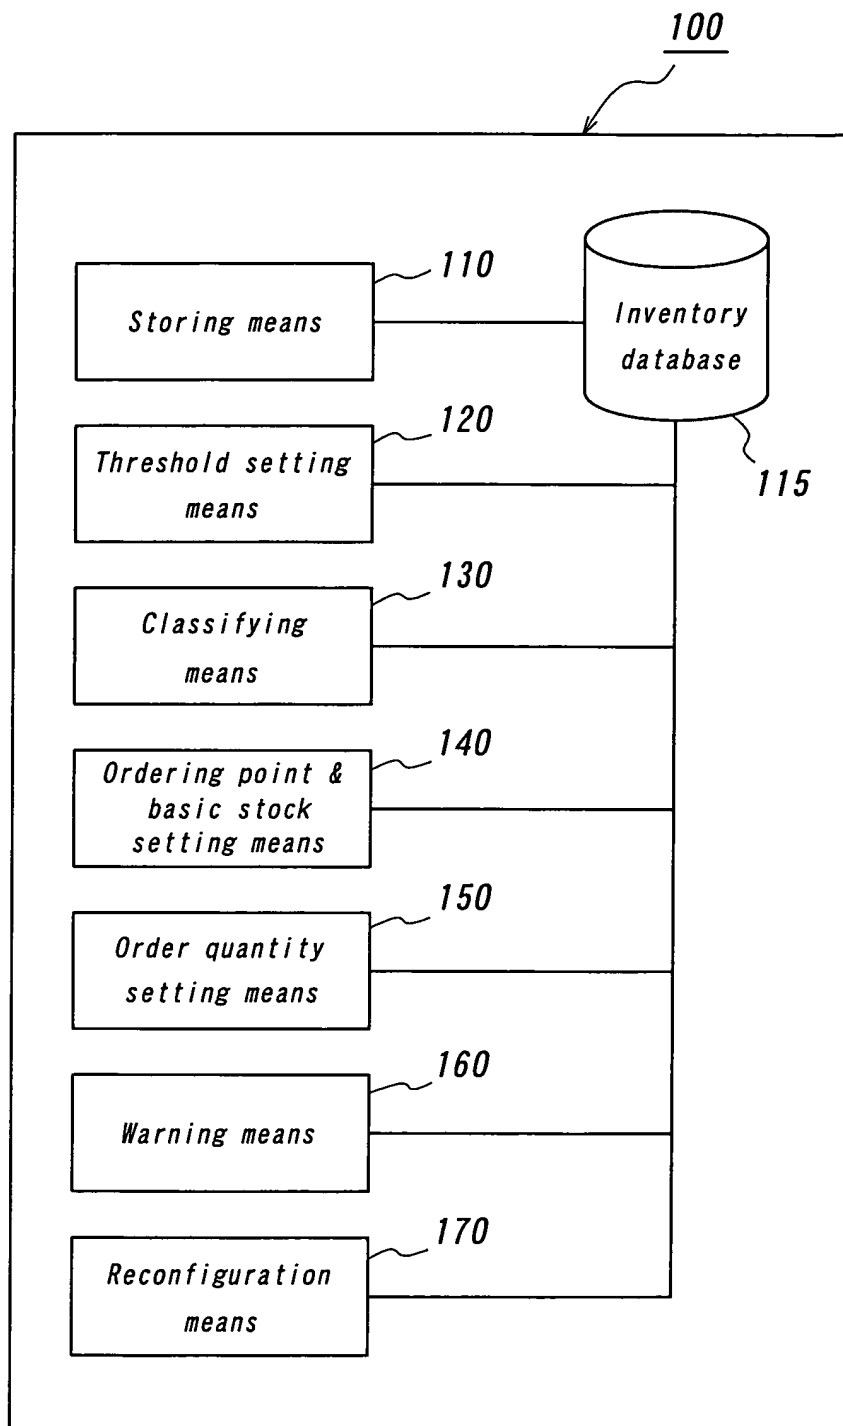 100
110
Storing means
Inventory
database
115
120
Threshold setting
means
130
Classifying
means
140
Ordering point &
basic stock
setting means
150
Order quantity
setting means
160
Warning means
170
Reconfiguration
means